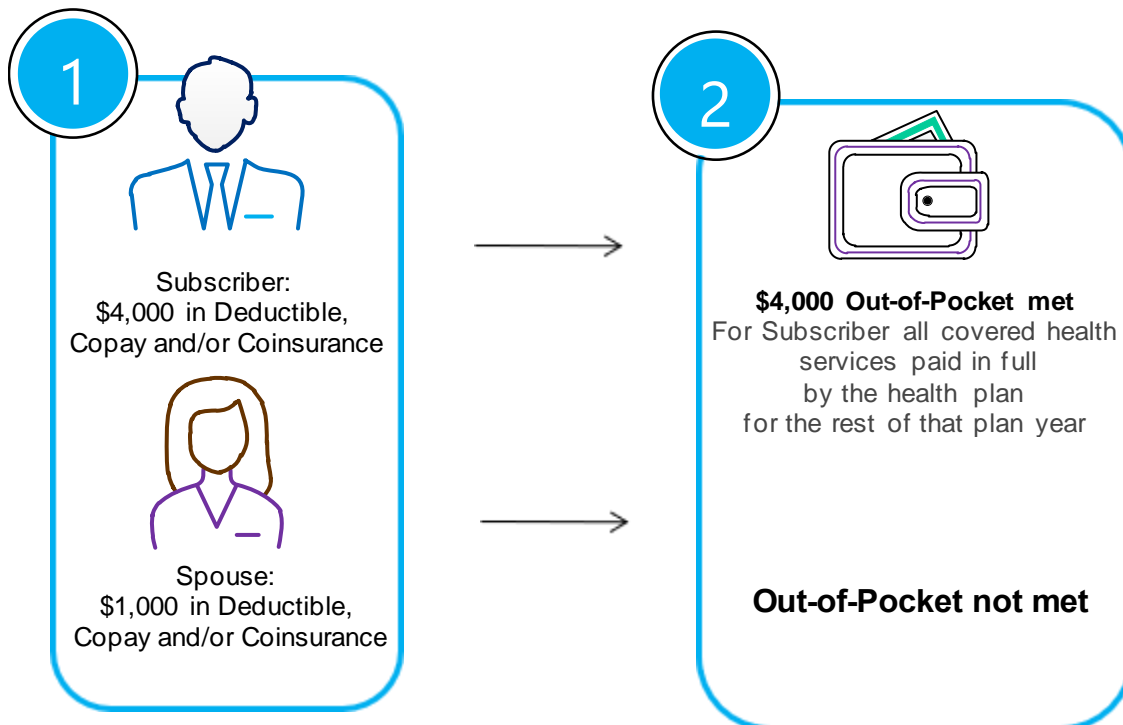 1
Subscriber:
$4,000 in Deductible,
Copay and/or Coinsurance
Spouse:
$1,000 in Deductible,
Copay and/or Coinsurance
2
$4,000 Out-of-Pocket met
For Subscriber all covered health
services paid in full
by the health plan
for the rest of that plan year
Out-of-Pocket not met